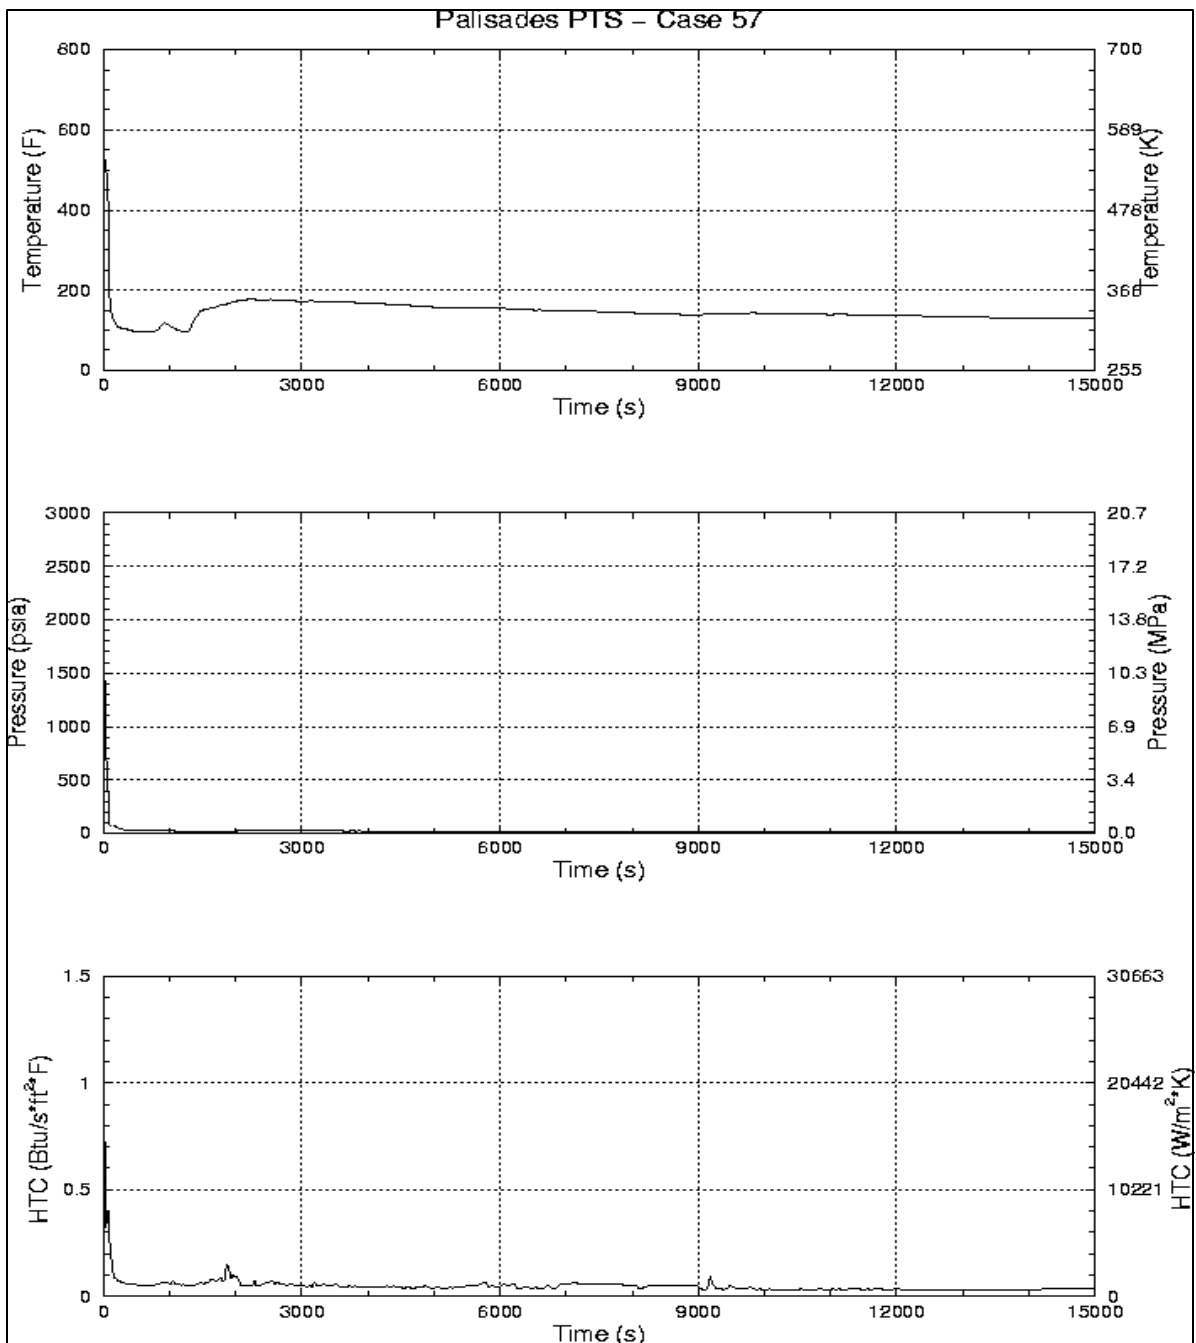 Palisades PTS – Case 57
800 700
600 589
400 478
200 366
0 255
Temperature (F)
Temperature (K)
0 3000 6000 9000 12000 15000
Time (s)
3000 20.7
2500 17.2
2000 13.8
1500 10.3
1000 6.9
500 3.4
0 0.0
Pressure (psia)
Pressure (MPa)
0 3000 6000 9000 12000 15000
Time (s)
1.5 30663
1 20442
0.5 10221
0 0
HTC (Btu/s*ft²*F)
HTC (W/m²*K)
0 3000 6000 9000 12000 15000
Time (s)